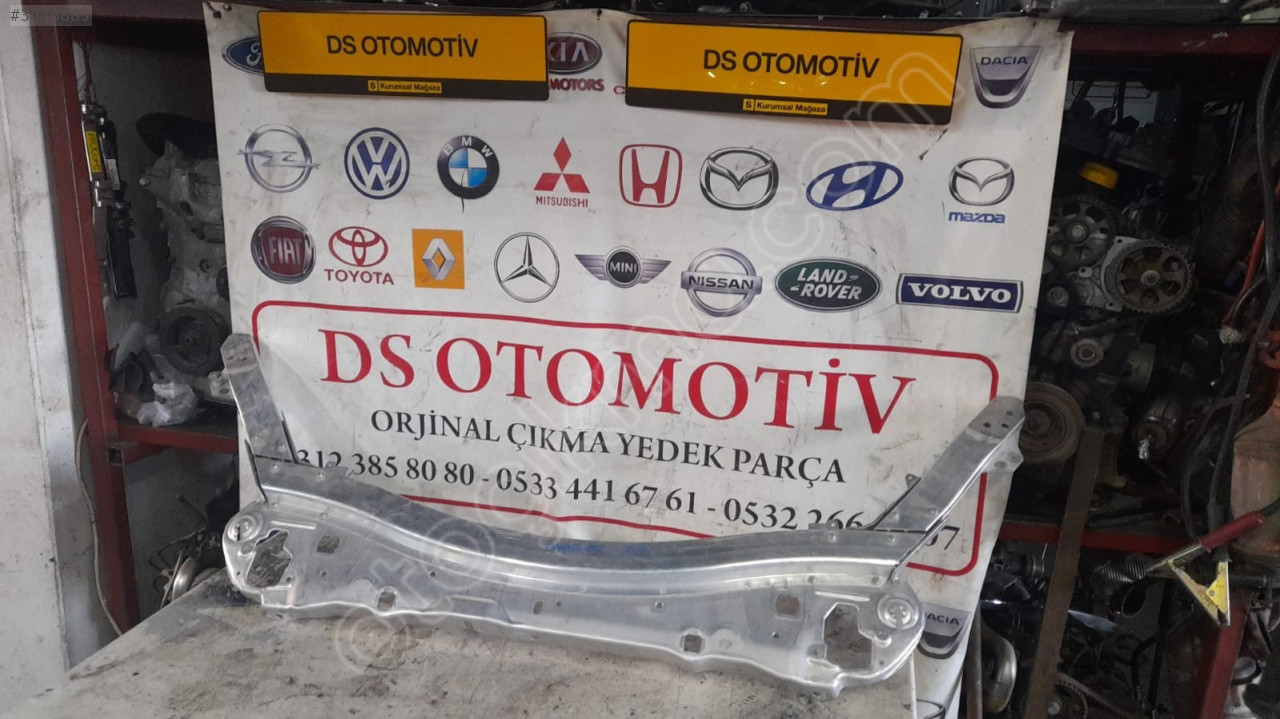 DS OTOMOTİV
S Kurumsal Mağaza
DS OTOMOTİV
S Kurumsal Mağaza
KIA
MOTORS
DACIA
BMW
MITSUBISHI
mazda
FIAT
TOYOTA
MINI
NISSAN
LAND
ROVER
VOLVO
DS OTOMOTİV
ORJİNAL ÇIKMA YEDEK PARÇA
312 385 80 80 - 0533 441 67 61 - 0532 266
DACIA